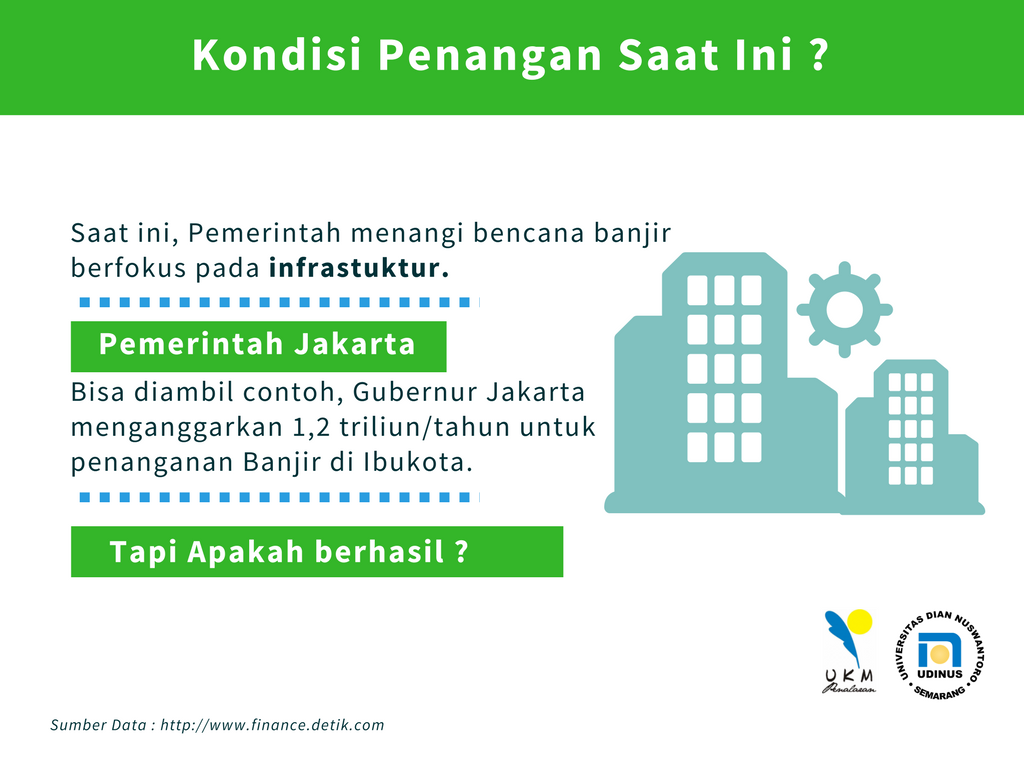 Kondisi Penangan Saat Ini ?
Saat ini, Pemerintah menangi bencana banjir
berfokus pada infrastuktur.
Pemerintah Jakarta
Bisa diambil contoh, Gubernur Jakarta
menganggarkan 1,2 triliun/tahun untuk
penanganan Banjir di Ibukota.
Tapi Apakah berhasil ?
UKM
Penalaran
UNIVERSITAS DIAN NUSWANTORO
UDINUS
• SEMARANG •
Sumber Data : http://www.finance.detik.com